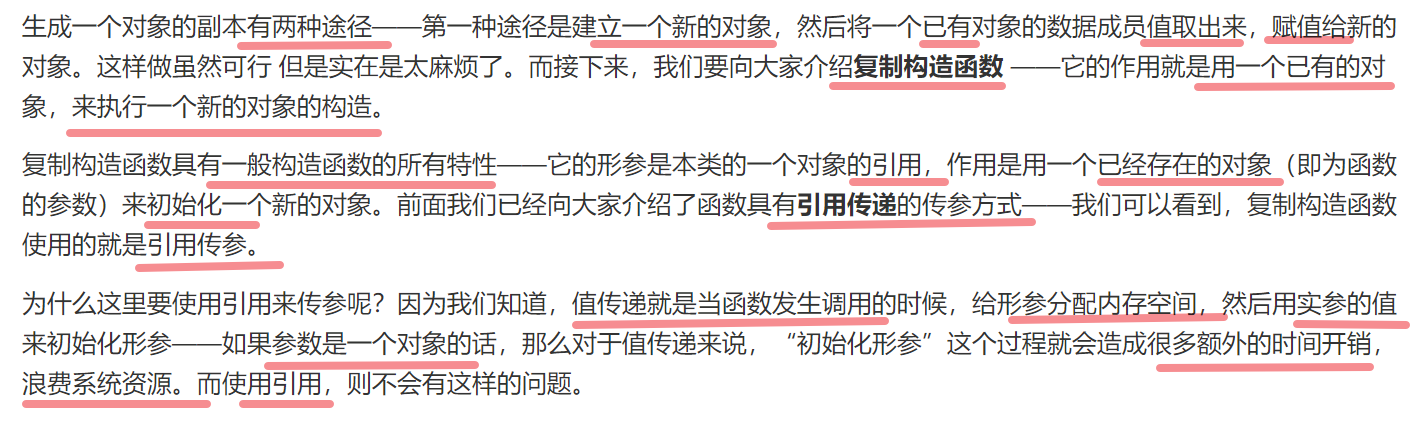 生成一个对象的副本有两种途径——第一种途径是建立一个新的对象，然后将一个已有对象的数据成员值取出来，赋值给新的
对象。这样做虽然可行 但是实在是太麻烦了。而接下来，我们要向大家介绍复制构造函数 ——它的作用就是用一个已有的对
象，来执行一个新的对象的构造。
复制构造函数具有一般构造函数的所有特性——它的形参是本类的一个对象的引用，作用是用一个已经存在的对象（即为函数
的参数）来初始化一个新的对象。前面我们已经向大家介绍了函数具有引用传递的传参方式——我们可以看到，复制构造函数
使用的就是引用传参。
为什么这里要使用引用来传参呢？因为我们知道，值传递就是当函数发生调用的时候，给形参分配内存空间，然后用实参的值
来初始化形参——如果参数是一个对象的话，那么对于值传递来说，“初始化形参”这个过程就会造成很多额外的时间开销，
浪费系统资源。而使用引用，则不会有这样的问题。